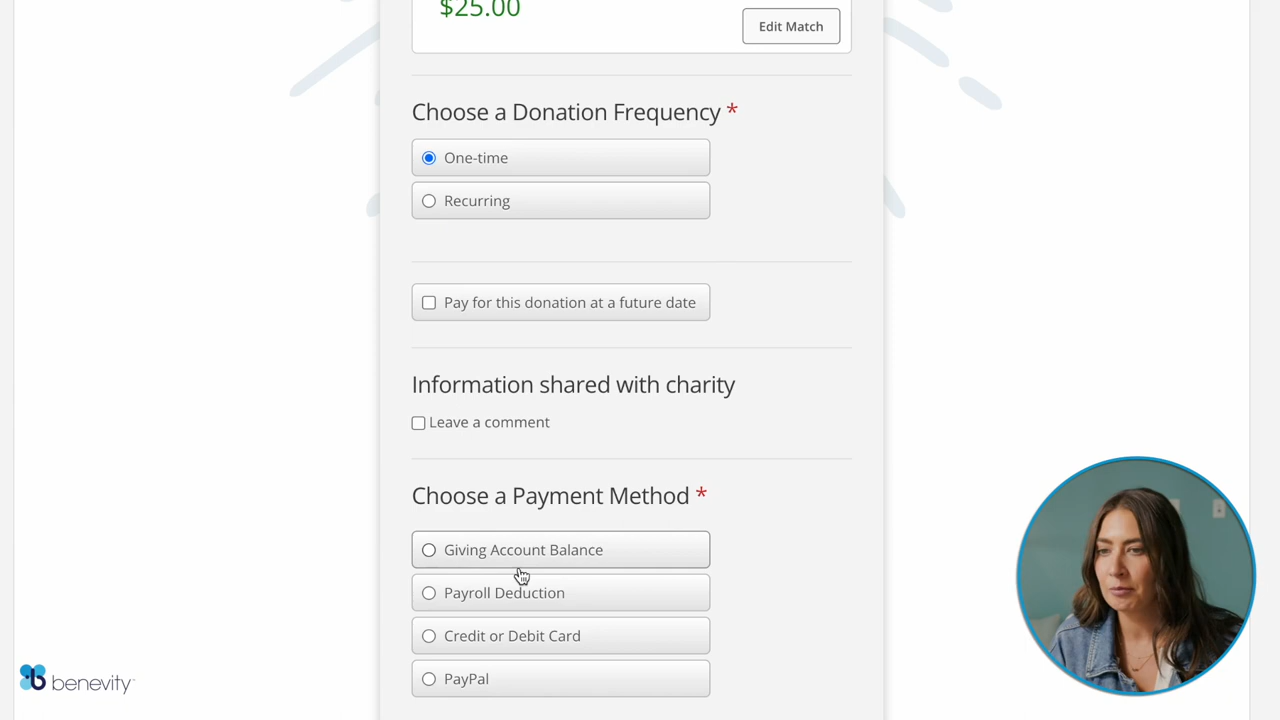 $25.00
Edit Match
Choose a Donation Frequency *
One-time
Recurring
Pay for this donation at a future date
Information shared with charity
Leave a comment
Choose a Payment Method *
Giving Account Balance
Payroll Deduction
Credit or Debit Card
PayPal
benevity